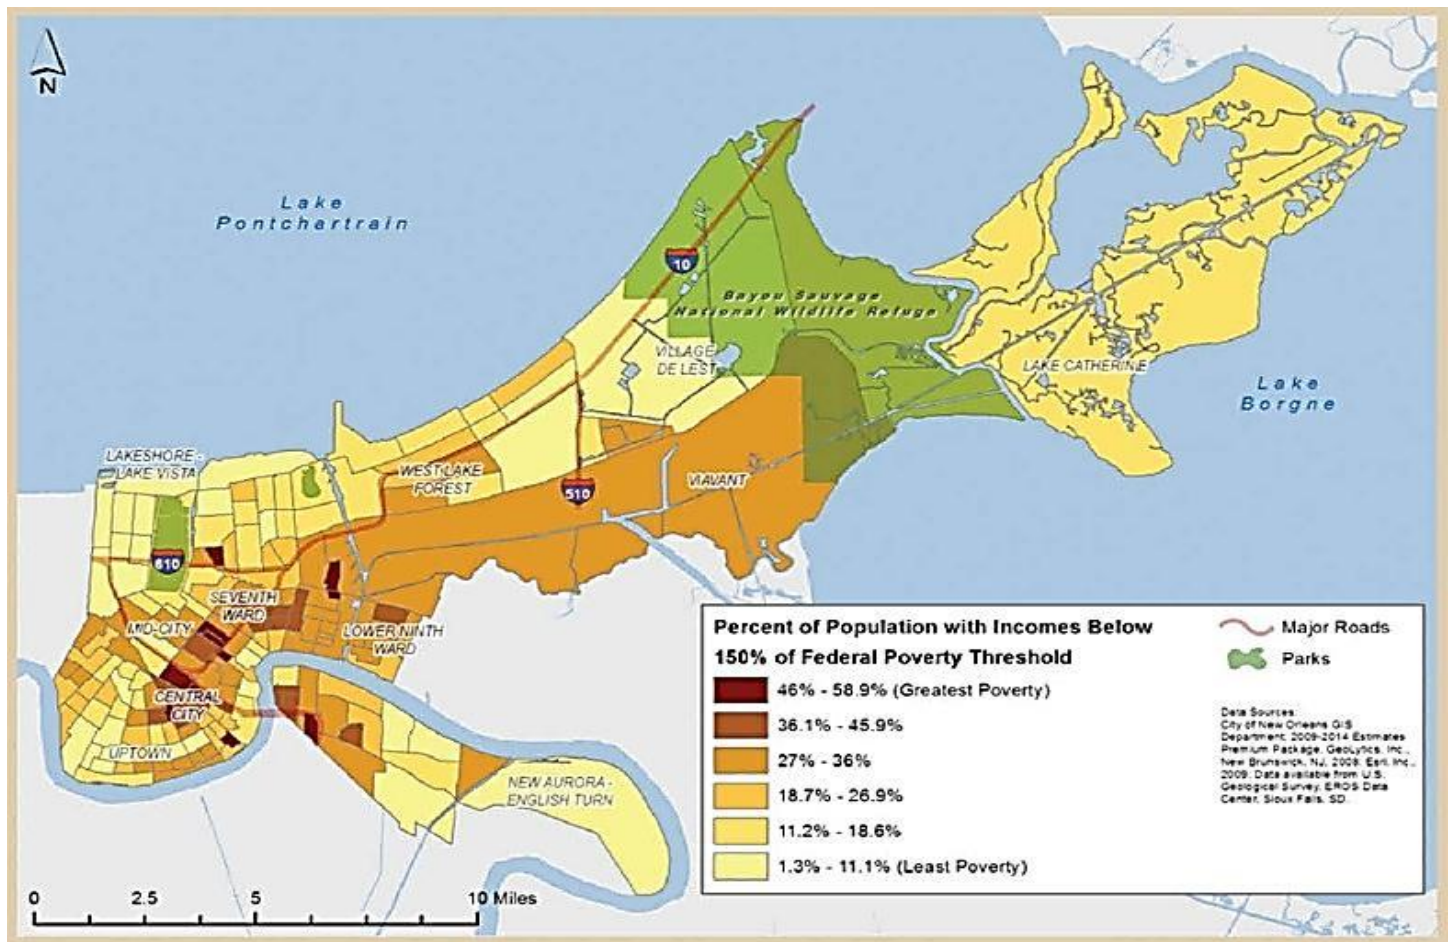 N
Lake
Pontchartrain
10
Bayou Sauvage
National Wildlife Refuge
VILLAGE
DE LEST
LAKE CATHERINE
Lake
Borgne
LAKESHORE -
LAKE VISTA
WEST LAKE
FOREST
510
VIAVANT
610
SEVENTH
WARD
MID-CITY
LOWER NINTH
WARD
CENTRAL
CITY
UPTOWN
NEW AURORA -
ENGLISH TURN
Percent of Population with Incomes Below
150% of Federal Poverty Threshold
46% - 58.9% (Greatest Poverty)
36.1% - 45.9%
27% - 36%
18.7% - 26.9%
11.2% - 18.6%
1.3% - 11.1% (Least Poverty)
Major Roads
Parks
Data Sources:
City of New Orleans GIS
Department; 2009-2014 Estimates
Premium Package, GeoLytics, Inc.,
New Brunswick, NJ, 2008; Esri, Inc.,
2009; Data available from U.S.
Geological Survey, EROS Data
Center, Sioux Falls, SD.
0 2.5 5 10 Miles